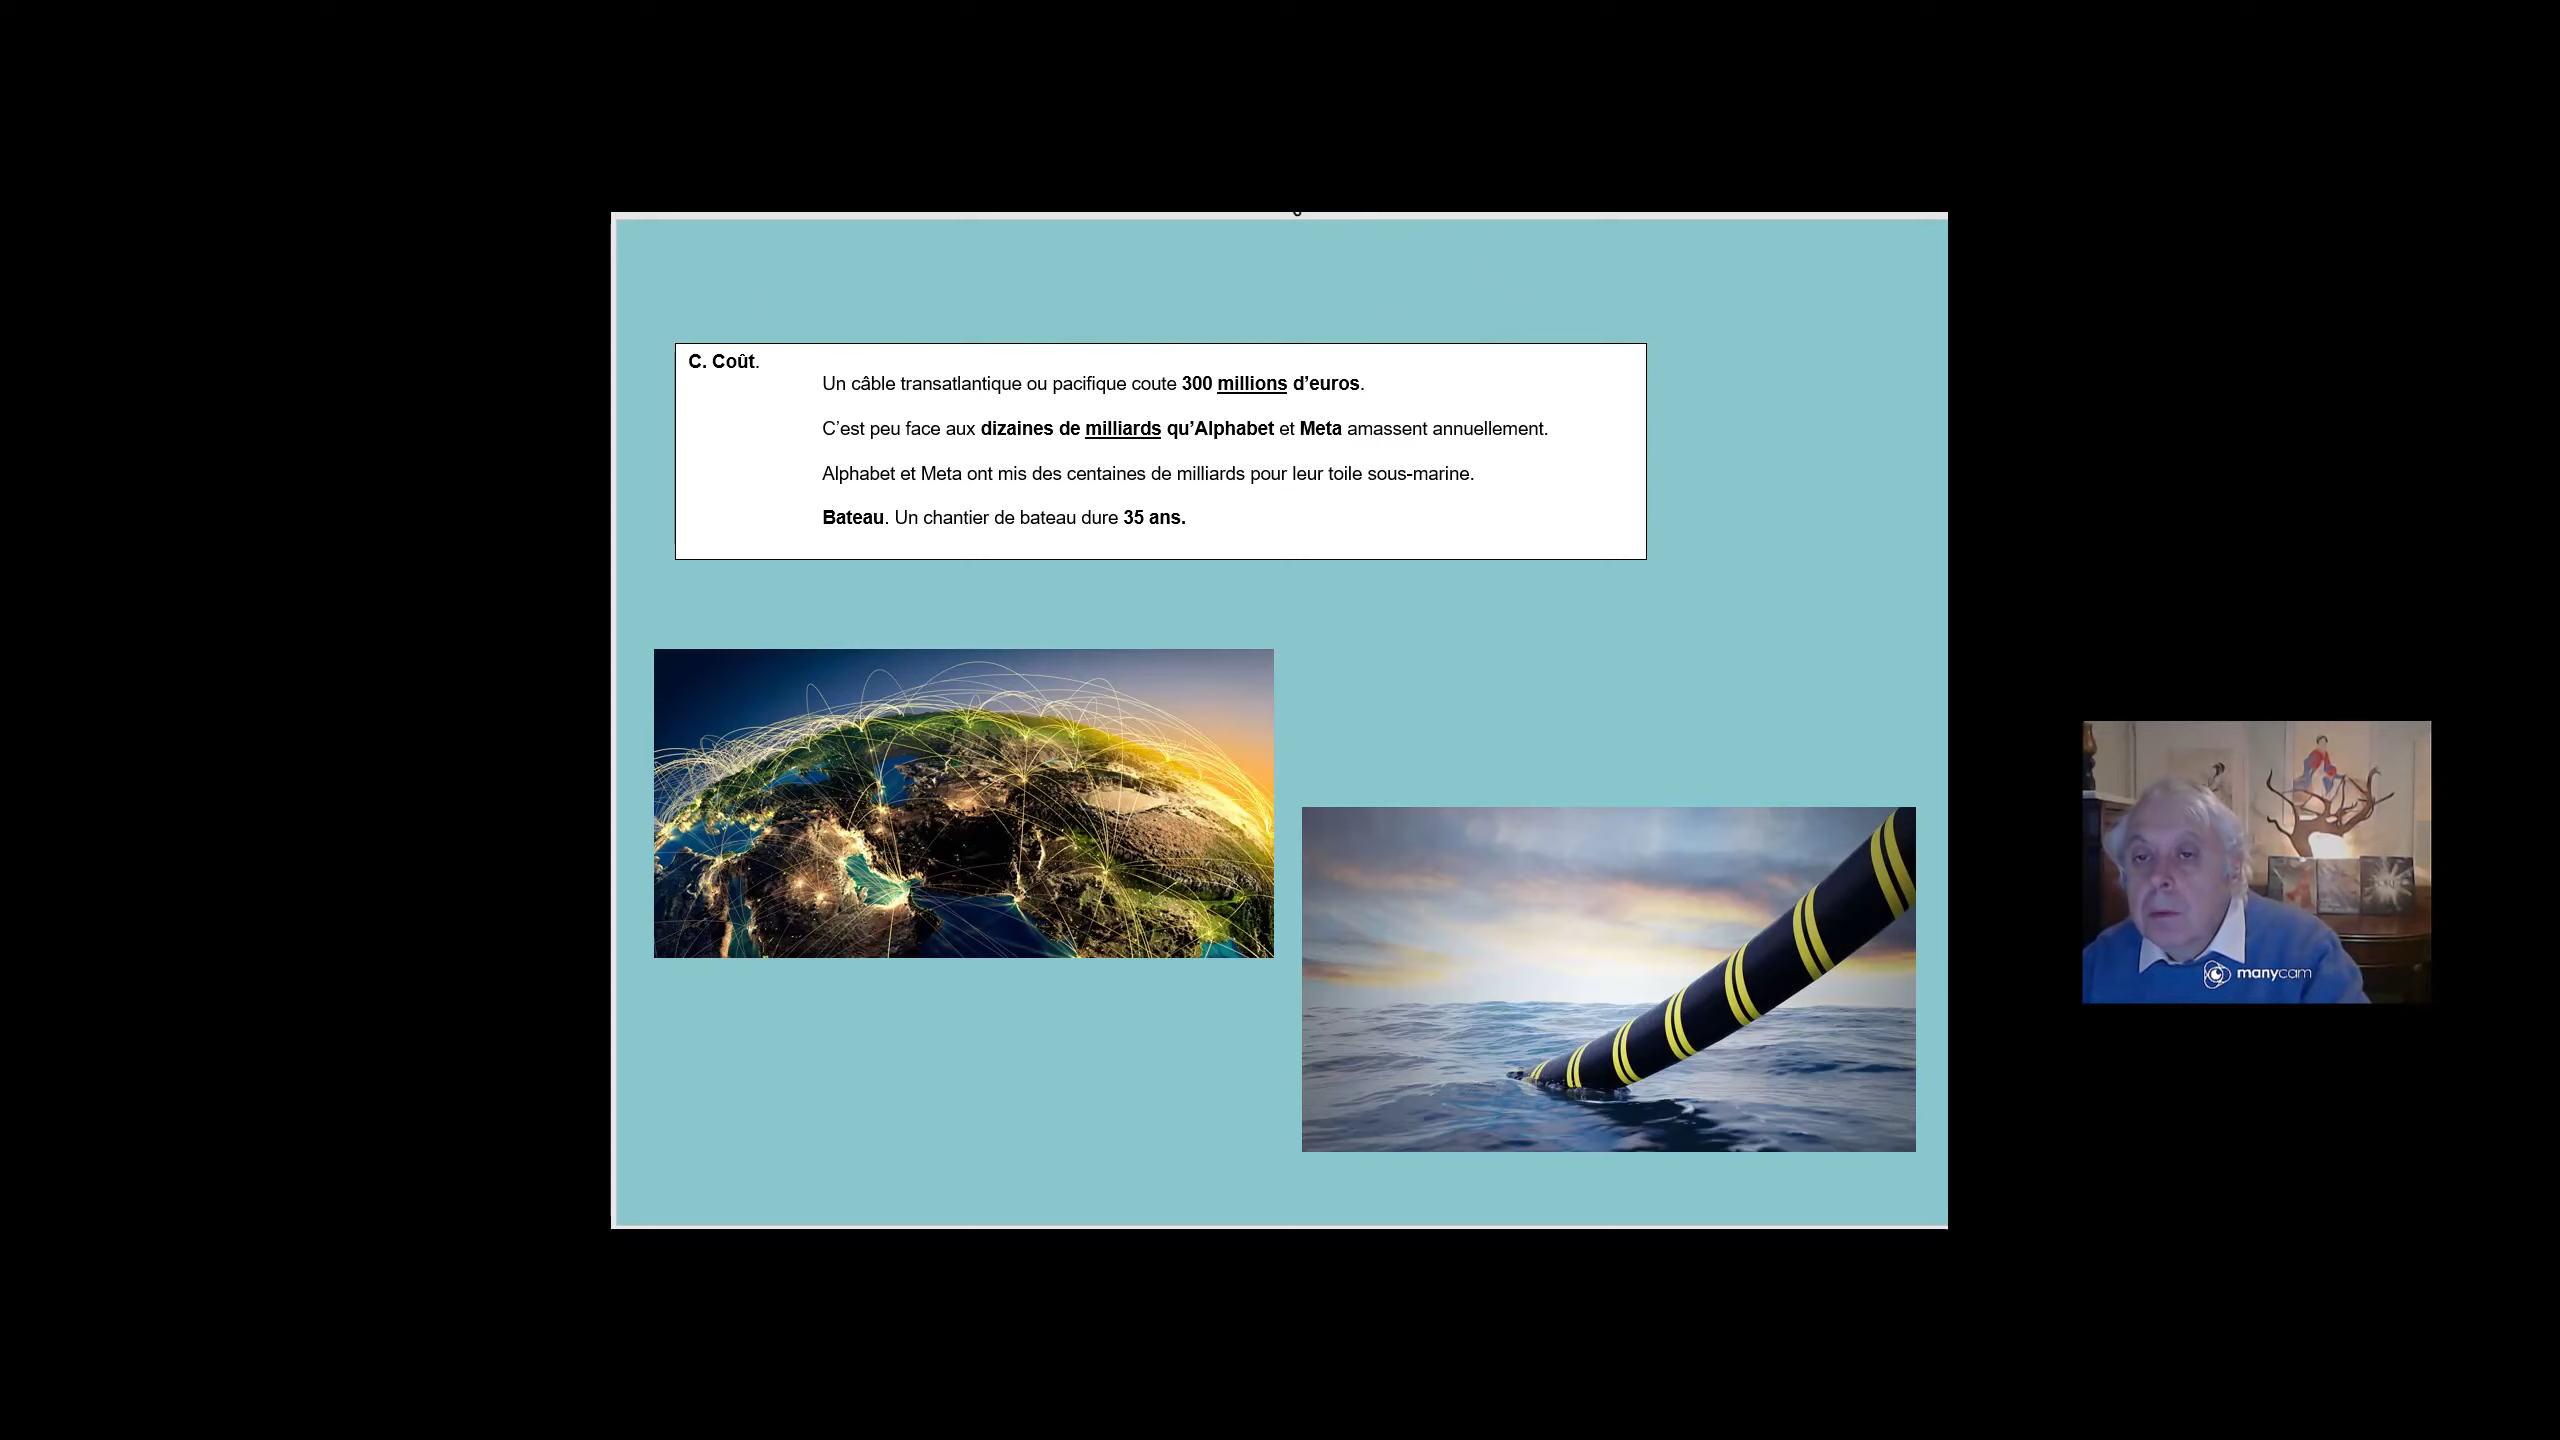 C. Coût.
Un câble transatlantique ou pacifique coute 300 millions d’euros.
C’est peu face aux dizaines de milliards qu’Alphabet et Meta amassent annuellement.
Alphabet et Meta ont mis des centaines de milliards pour leur toile sous-marine.
Bateau. Un chantier de bateau dure 35 ans.
manycam